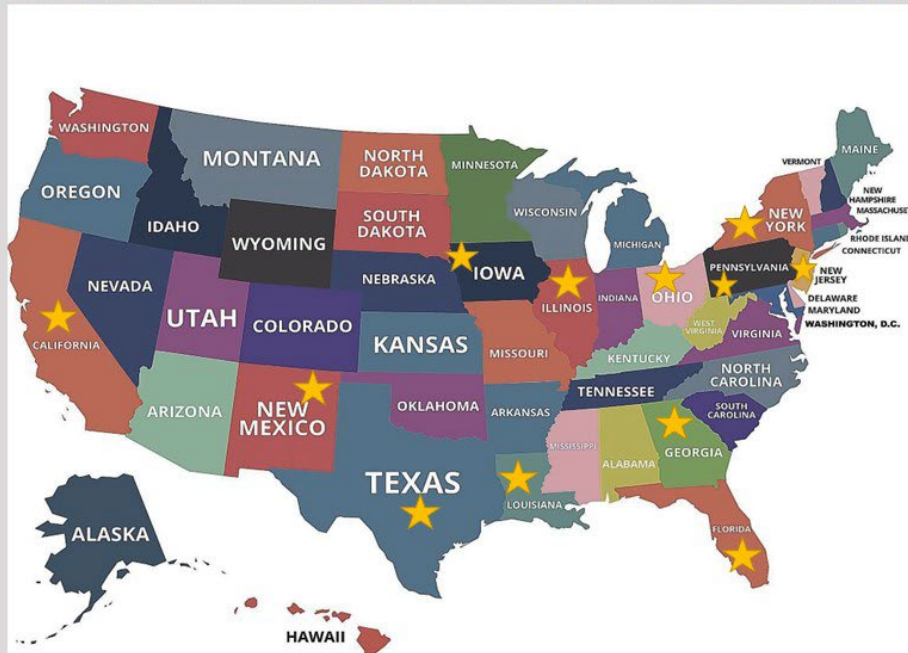 WASHINGTON
MONTANA
NORTH
DAKOTA
MINNESOTA
VERMONT
MAINE
OREGON
IDAHO
WYOMING
SOUTH
DAKOTA
WISCONSIN
MICHIGAN
NEW
YORK
NEW
HAMPSHIRE
MASSACHUSE
RHODE ISLAN
CONNECTICUT
NEVADA
UTAH
COLORADO
NEBRASKA
IOWA
ILLINOIS
INDIANA
OHIO
PENNSYLVANIA
NEW
JERSEY
DELAWARE
MARYLAND
WASHINGTON, D.C.
CALIFORNIA
KANSAS
MISSOURI
KENTUCKY
WEST
VIRGINIA
VIRGINIA
ARIZONA
NEW
MEXICO
OKLAHOMA
ARKANSAS
TENNESSEE
NORTH
CAROLINA
SOUTH
CAROLINA
TEXAS
LOUISIANA
MISSISSIPPI
ALABAMA
GEORGIA
FLORIDA
ALASKA
HAWAII